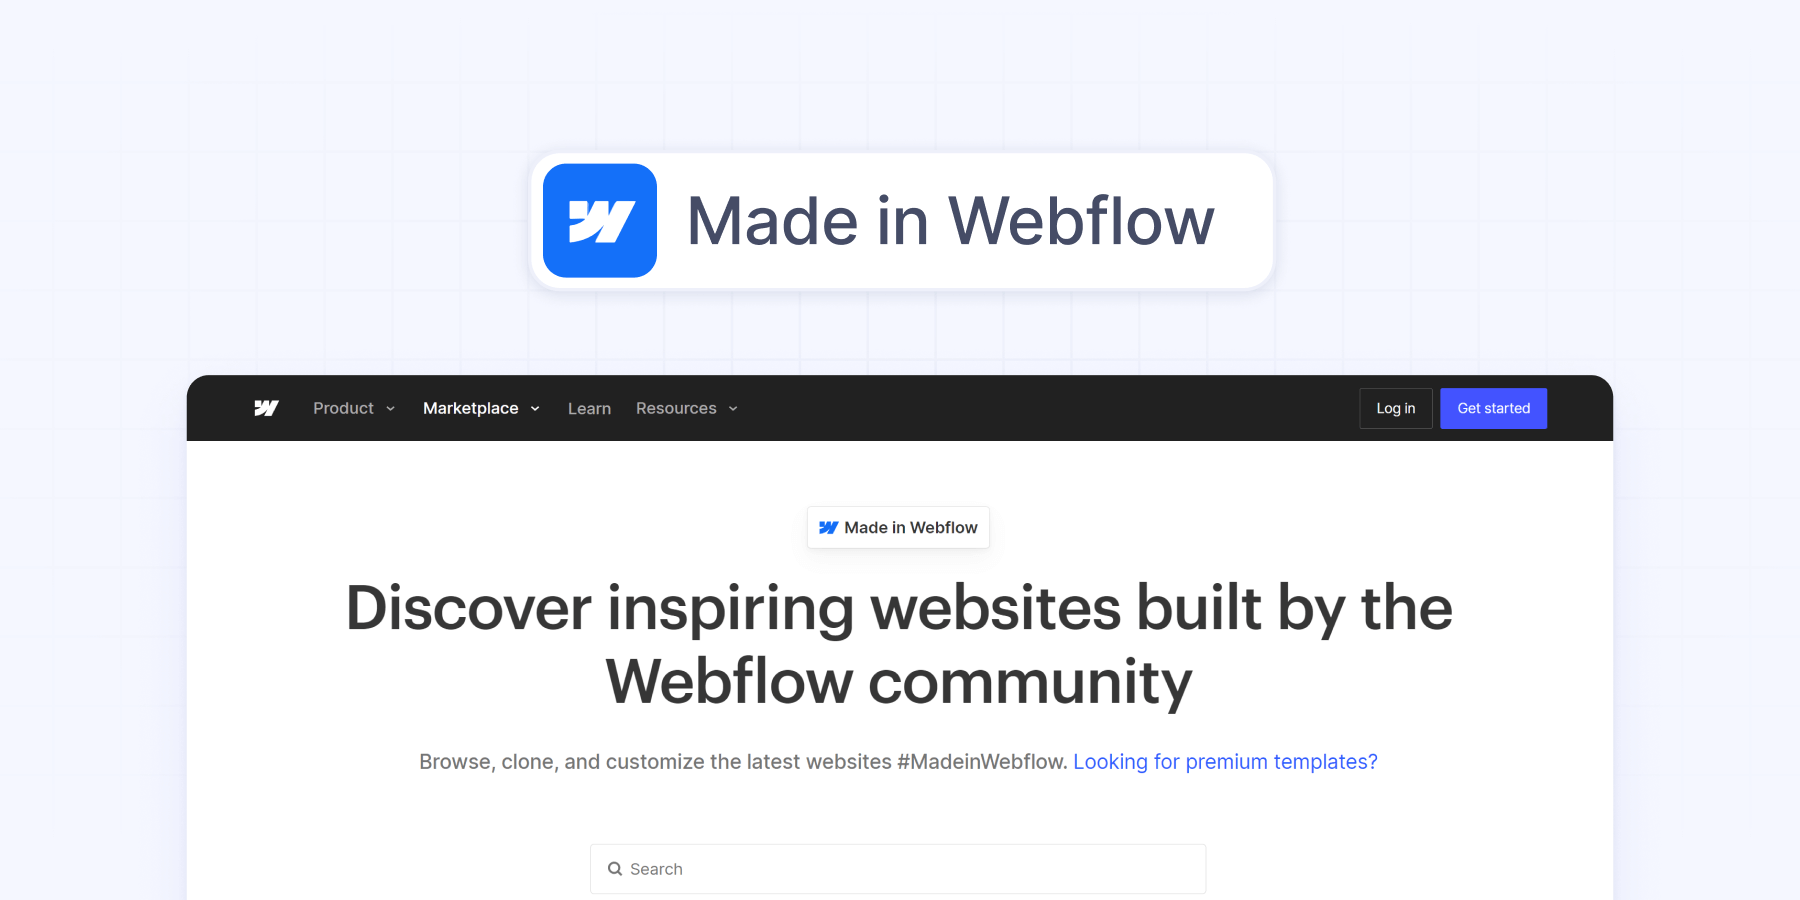 Made in Webflow
Product Marketplace Learn Resources Log in Get started
Made in Webflow
Discover inspiring websites built by the
Webflow community
Browse, clone, and customize the latest websites #MadeinWebflow. Looking for premium templates?
Search